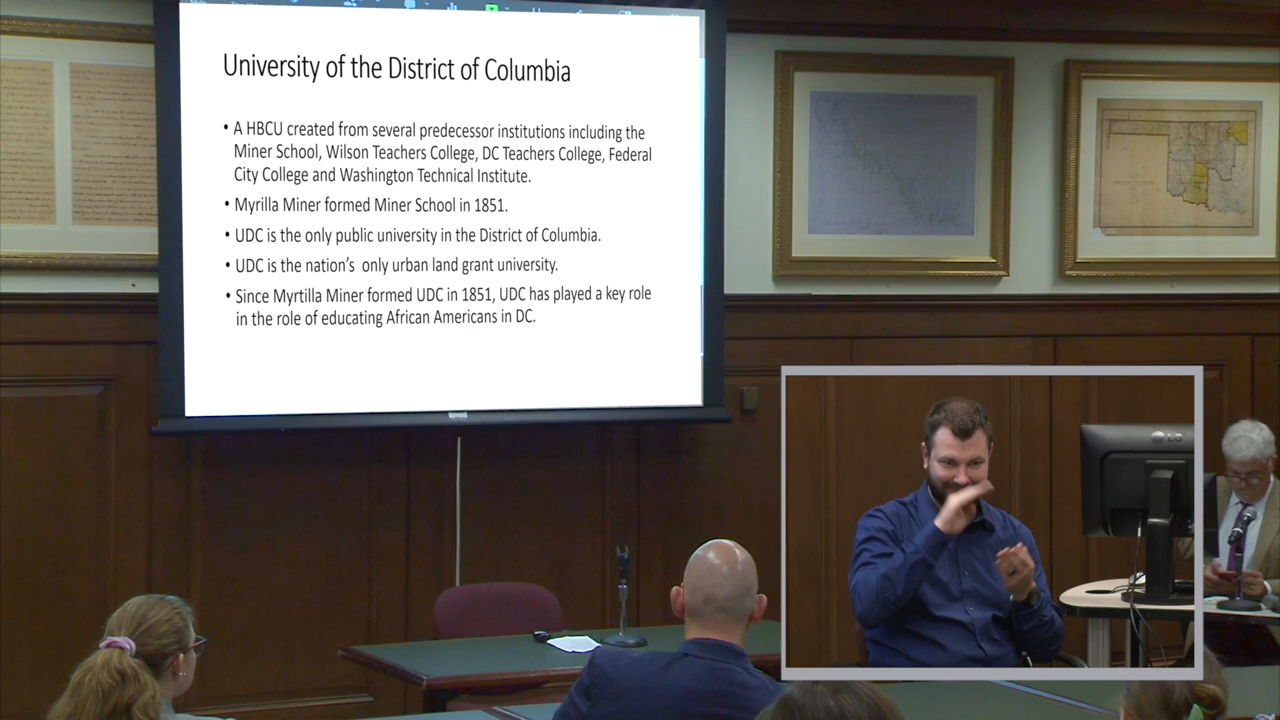 University of the District of Columbia
• A HBCU created from several predecessor institutions including the
Miner School, Wilson Teachers College, DC Teachers College, Federal
City College and Washington Technical Institute.
• Myrilla Miner formed Miner School in 1851.
• UDC is the only public university in the District of Columbia.
• UDC is the nation's only urban land grant university.
• Since Myrtilla Miner formed UDC in 1851, UDC has played a key role
in the role of educating African Americans in DC.
LG